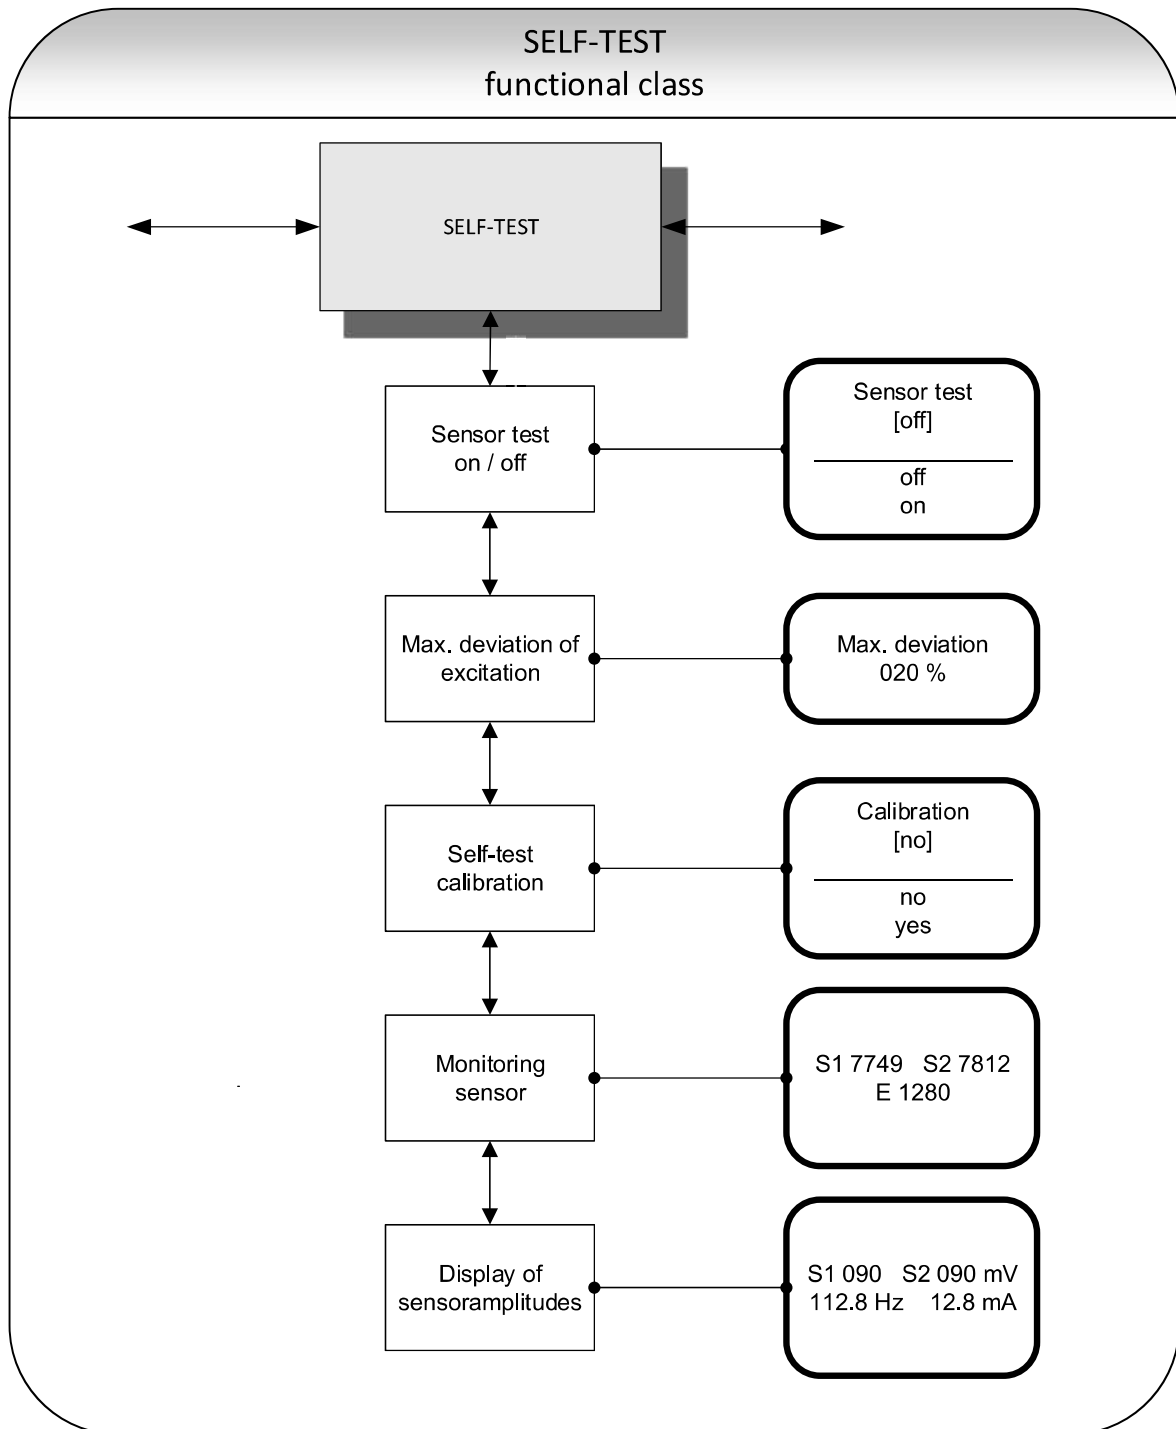 SELF-TEST
functional class
SELF-TEST
Sensor test
on / off
Sensor test
[off]
off
on
Max. deviation of
excitation
Max. deviation
020 %
Self-test
calibration
Calibration
[no]
no
yes
Monitoring
sensor
S1 7749 S2 7812
E 1280
Display of
sensoramplitudes
S1 090 S2 090 mV
112.8 Hz 12.8 mA